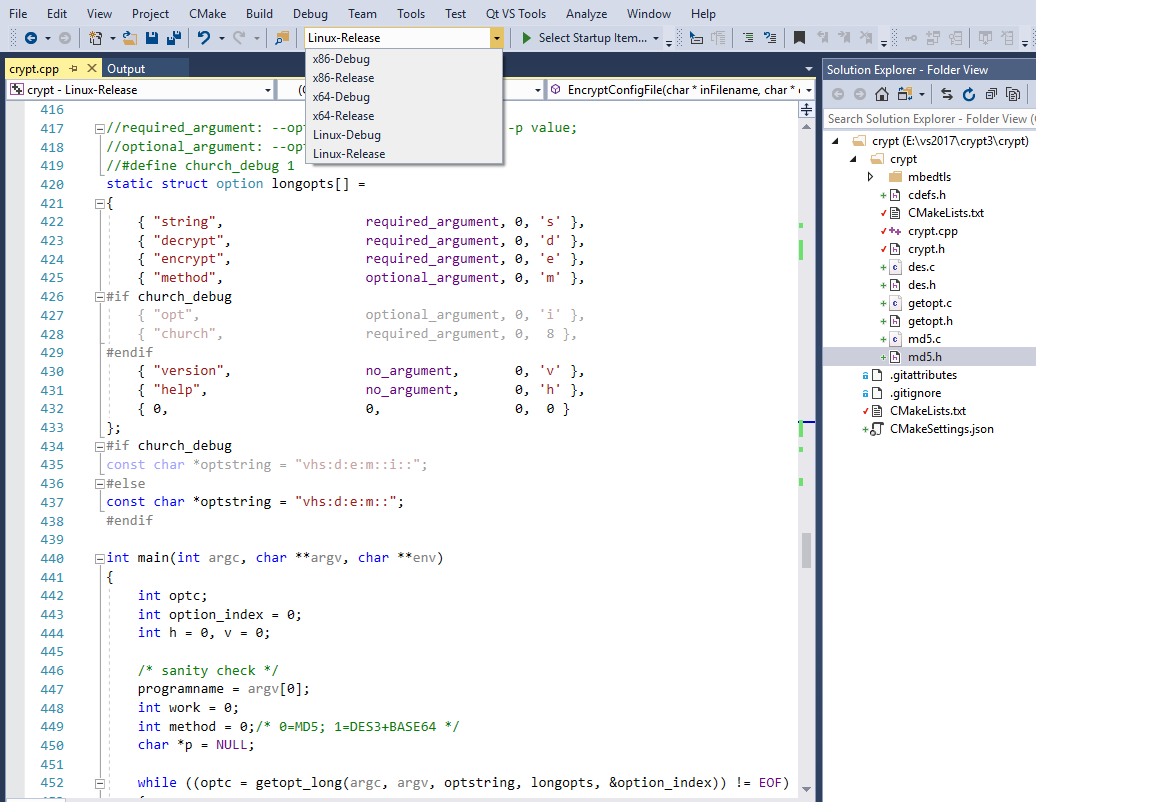 File Edit View Project CMake Build Debug Team Tools Test Qt VS Tools Analyze Window Help
Linux-Release Select Startup Item...
x86-Debug
x86-Release
x64-Debug
x64-Release
Linux-Debug
Linux-Release
crypt.cpp Output
crypt - Linux-Release EncryptConfigFile(char * inFilename, char *
416
417 //required_argument: --op -p value;
418 //optional_argument: --op
419 //#define church_debug 1
420 static struct option longopts[] =
421 {
422 { "string", required_argument, 0, 's' },
423 { "decrypt", required_argument, 0, 'd' },
424 { "encrypt", required_argument, 0, 'e' },
425 { "method", optional_argument, 0, 'm' },
426 #if church_debug
427 { "opt", optional_argument, 0, 'i' },
428 { "church", required_argument, 0, 8 },
429 #endif
430 { "version", no_argument, 0, 'v' },
431 { "help", no_argument, 0, 'h' },
432 { 0, 0, 0, 0 }
433 };
434 #if church_debug
435 const char *optstring = "vhs:d:e:m::i::";
436 #else
437 const char *optstring = "vhs:d:e:m::";
438 #endif
439
440 int main(int argc, char **argv, char **env)
441 {
442 int optc;
443 int option_index = 0;
444 int h = 0, v = 0;
445
446 /* sanity check */
447 programname = argv[0];
448 int work = 0;
449 int method = 0;/* 0=MD5; 1=DES3+BASE64 */
450 char *p = NULL;
451
452 while ((optc = getopt_long(argc, argv, optstring, longopts, &option_index)) != EOF)
Solution Explorer - Folder View
Search Solution Explorer - Folder View (
crypt (E:\vs2017\crypt3\crypt)
crypt
mbedtls
cdefs.h
CMakeLists.txt
crypt.cpp
crypt.h
des.c
des.h
getopt.c
getopt.h
md5.c
md5.h
.gitattributes
.gitignore
CMakeLists.txt
CMakeSettings.json